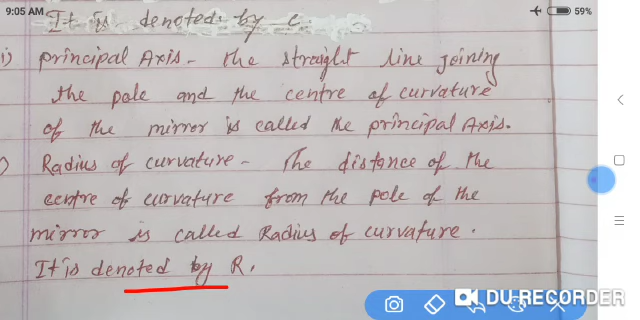 9:05 AM
59%
It is denoted by C.
i) principal Axis - The straight line joining
the pole and the centre of curvature
of the mirror is called the principal Axis.
) Radius of curvature - The distance of the
centre of curvature from the pole of the
mirror is called Radius of curvature.
It is denoted by R.
DU RECORDER